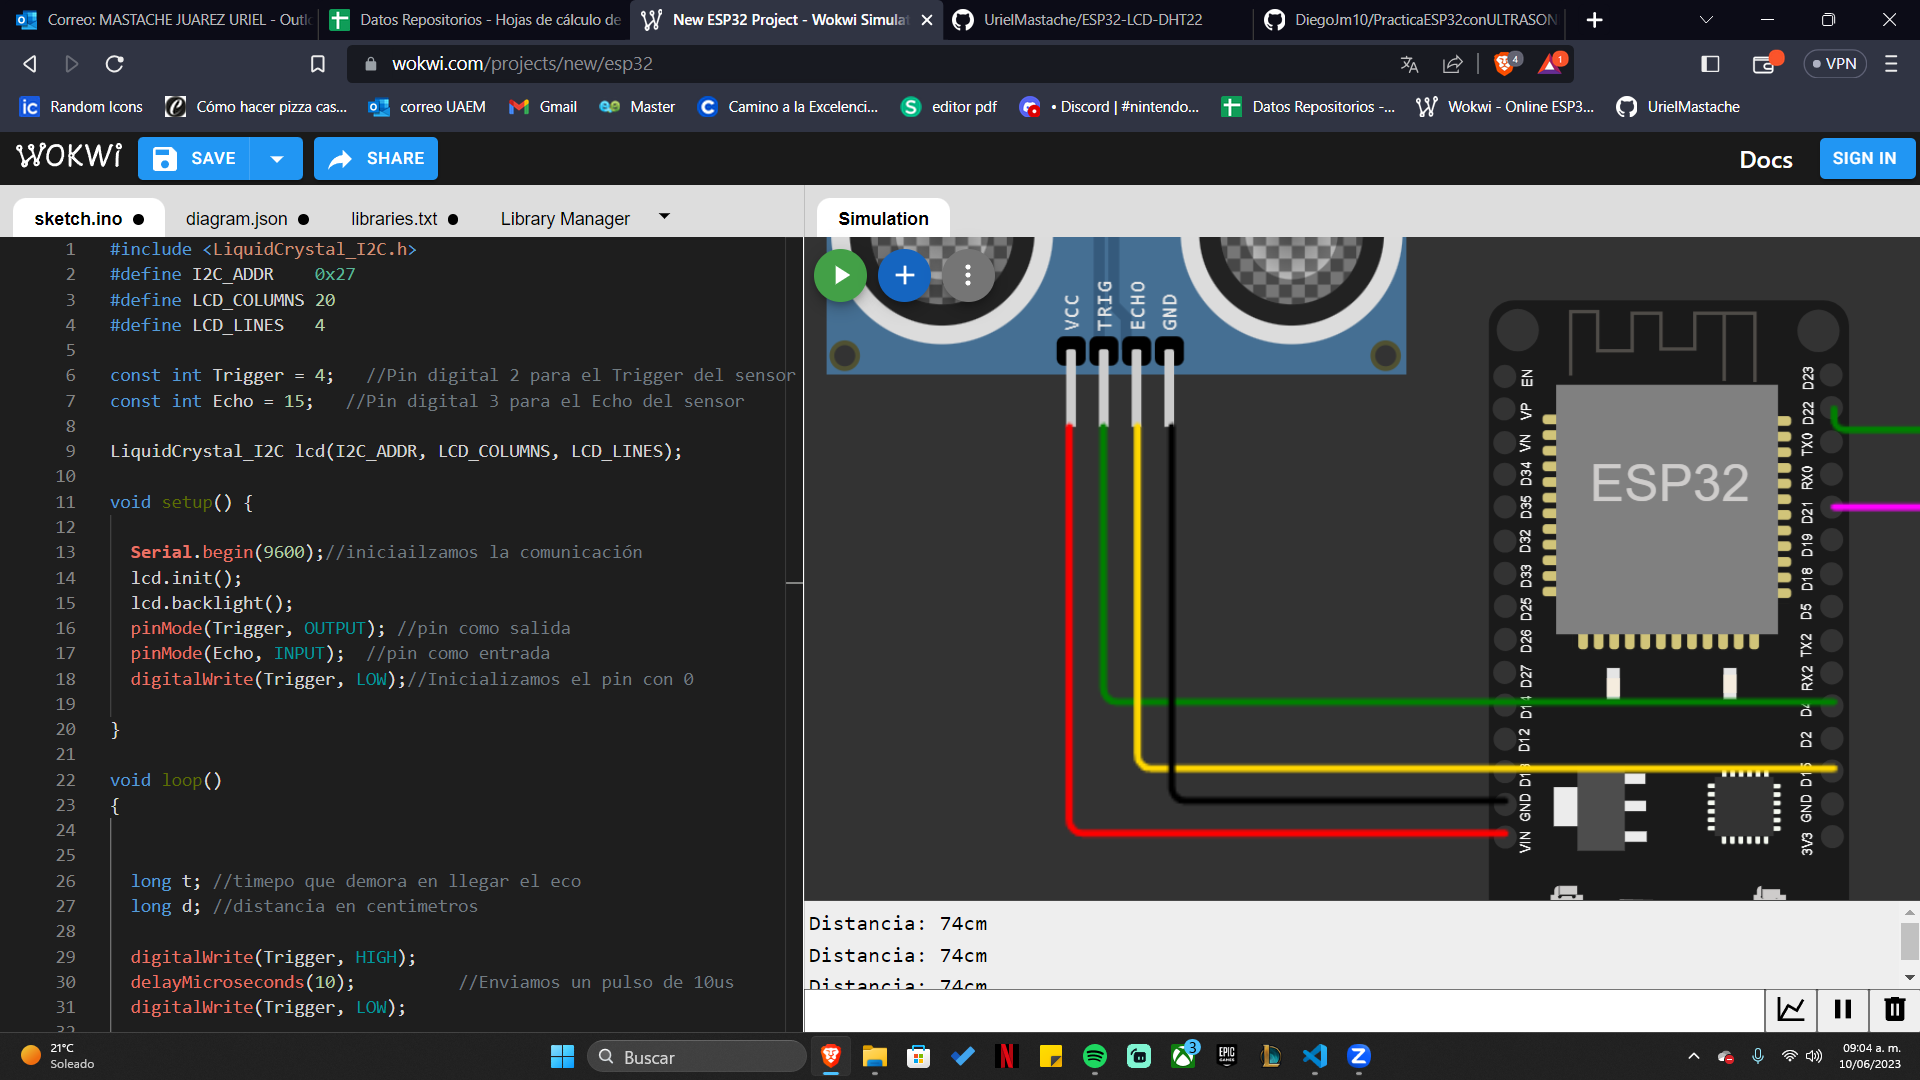 Correo: MASTACHE JUAREZ URIEL - Outl
Datos Repositorios - Hojas de cálculo de
New ESP32 Project - Wokwi Simulat
UrielMastache/ESP32-LCD-DHT22
DiegoJm10/PracticaESP32conULTRASON
wokwi.com/projects/new/esp32
4
1
VPN
Random Icons
Cómo hacer pizza cas...
correo UAEM
Gmail
Master
Camino a la Excelenci...
editor pdf
• Discord | #nintendo...
Datos Repositorios -...
Wokwi - Online ESP3...
UrielMastache
WOKWi
SAVE
SHARE
Docs
SIGN IN
sketch.ino ●
diagram.json ●
libraries.txt ●
Library Manager
Simulation
1 #include <LiquidCrystal_I2C.h>
2 #define I2C_ADDR    0x27
3 #define LCD_COLUMNS 20
4 #define LCD_LINES   4
5
6 const int Trigger = 4;   //Pin digital 2 para el Trigger del sensor
7 const int Echo = 15;   //Pin digital 3 para el Echo del sensor
8
9 LiquidCrystal_I2C lcd(I2C_ADDR, LCD_COLUMNS, LCD_LINES);
10
11 void setup() {
12
13   Serial.begin(9600);//iniciailzamos la comunicación
14   lcd.init();
15   lcd.backlight();
16   pinMode(Trigger, OUTPUT); //pin como salida
17   pinMode(Echo, INPUT);  //pin como entrada
18   digitalWrite(Trigger, LOW);//Inicializamos el pin con 0
19
20 }
21
22 void loop()
23 {
24
25
26   long t; //timepo que demora en llegar el eco
27   long d; //distancia en centimetros
28
29   digitalWrite(Trigger, HIGH);
30   delayMicroseconds(10);          //Enviamos un pulso de 10us
31   digitalWrite(Trigger, LOW);
32
VCC
TRIG
ECHO
GND
ESP32
EN
VP
VN
D34
D35
D32
D33
D25
D26
D27
D14
D12
D13
GND
VIN
D23
D22
TX0
RX0
D21
D19
D18
D5
TX2
RX2
D4
D2
D15
GND
3V3
Distancia: 74cm
Distancia: 74cm
Distancia: 74cm
21°C
Soleado
Buscar
3
EPIC
GAMES
09:04 a. m.
10/06/2023